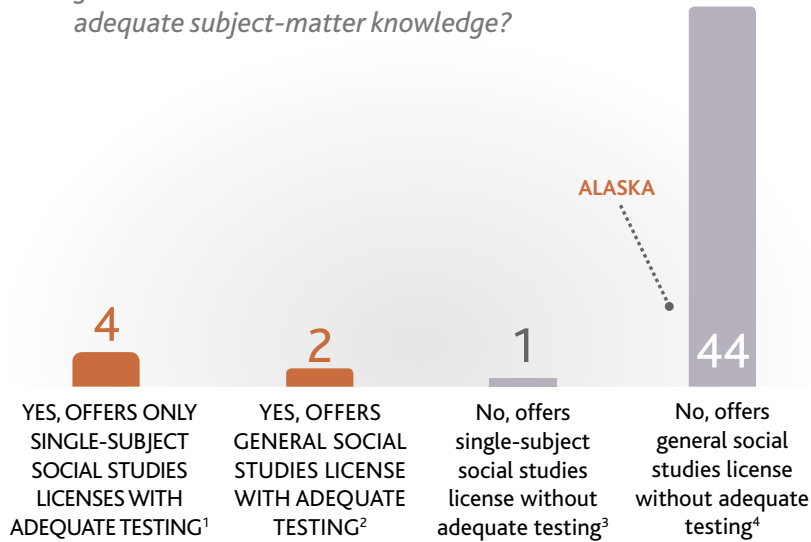 adequate subject-matter knowledge?
ALASKA
4
2
1
44
YES, OFFERS ONLY
SINGLE-SUBJECT
SOCIAL STUDIES
LICENSES WITH
ADEQUATE TESTING1
YES, OFFERS
GENERAL SOCIAL
STUDIES LICENSE
WITH ADEQUATE
TESTING2
No, offers
single-subject
social studies
license without
adequate testing3
No, offers
general social
studies license
without adequate
testing4